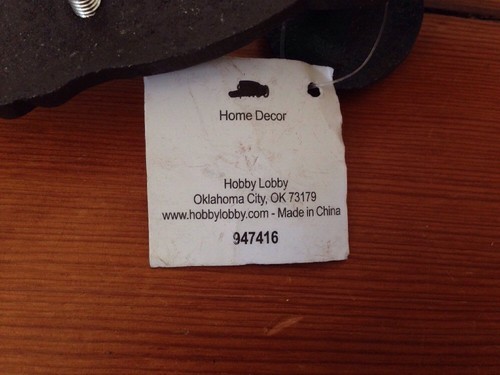 Home Decor
Hobby Lobby
Oklahoma City, OK 73179
www.hobbylobby.com - Made in China
947416